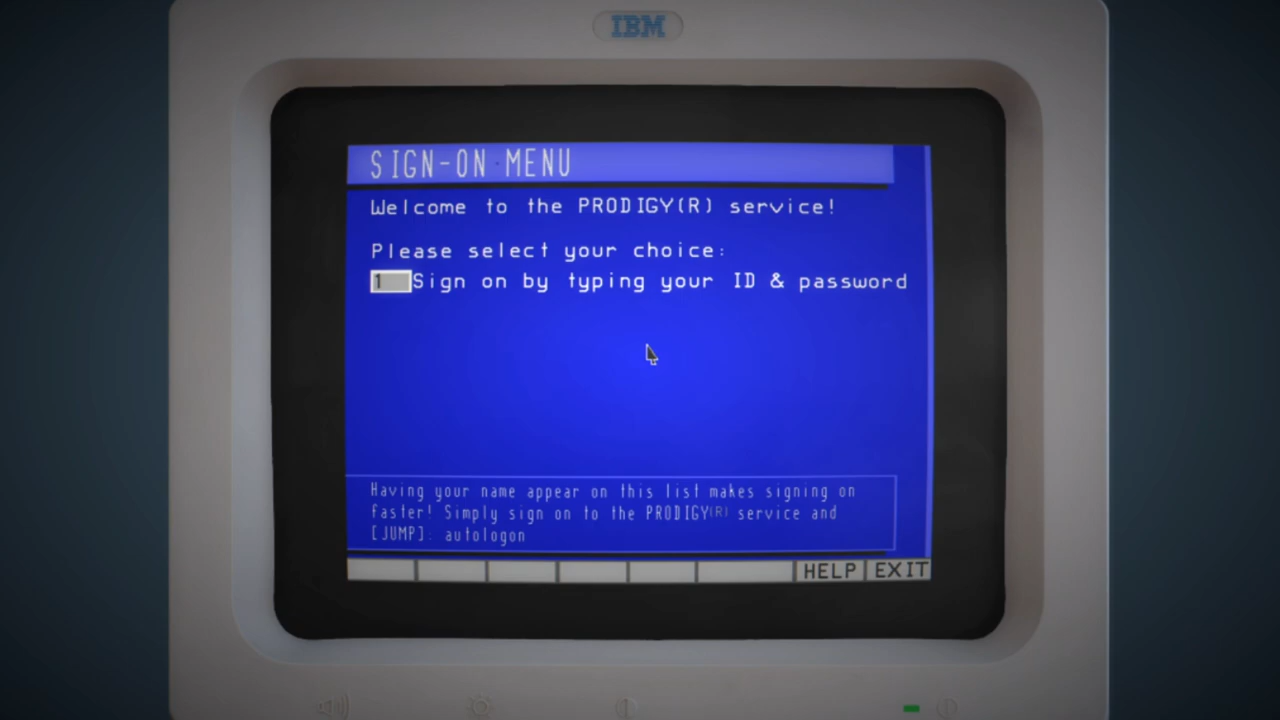 IBM
SIGN-ON MENU
Welcome to the PRODIGY(R) service!
Please select your choice:
1 Sign on by typing your ID & password
Having your name appear on this list makes signing on
faster! Simply sign on to the PRODIGY(R) service and
[JUMP]: autologon
HELP EXIT